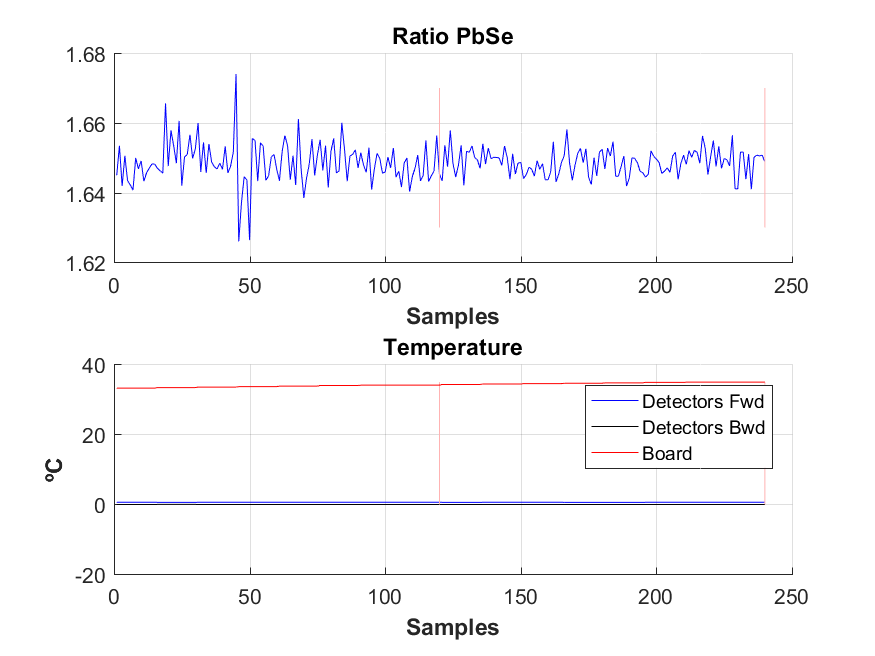 Ratio PbSe
1.68
1.66
1.64
1.62
0 50 100 150 200 250
Samples
Temperature
40
20
0
-20
ºC
Detectors Fwd
Detectors Bwd
Board
0 50 100 150 200 250
Samples